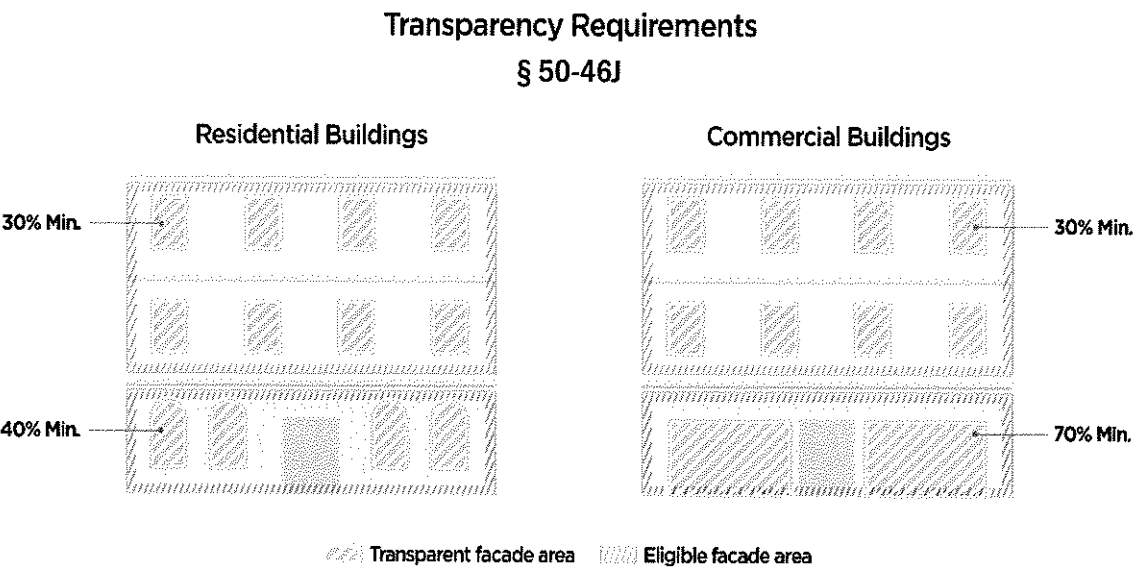 Transparency Requirements
§ 50-46J
Residential Buildings
Commercial Buildings
30% Min.
30% Min.
40% Min.
70% Min.
Transparent facade area
Eligible facade area